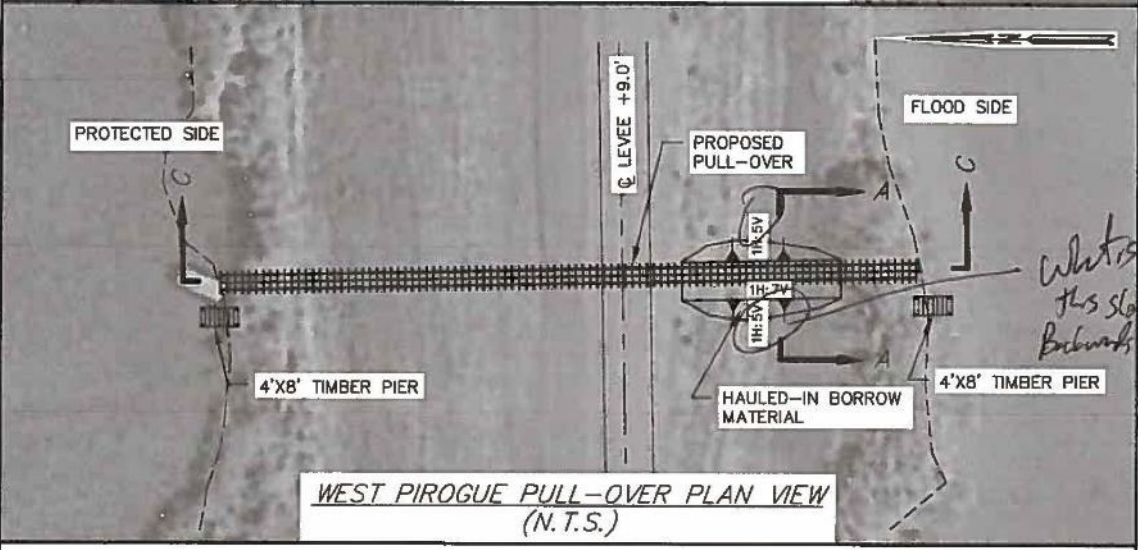 PROTECTED SIDE
C
℄ LEVEE +9.0'
PROPOSED
PULL-OVER
N
FLOOD SIDE
C
A
1H:5V
1H:7V
1H:5V
A
What is
this
Backwards
4'X8' TIMBER PIER
HAULED-IN BORROW
MATERIAL
4'X8' TIMBER PIER
WEST PIROGUE PULL-OVER PLAN VIEW
(N.T.S.)